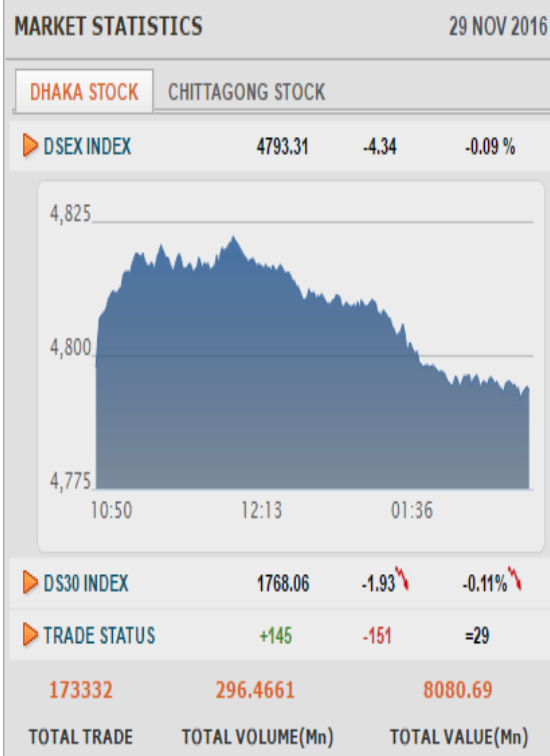 MARKET STATISTICS 29 NOV 2016
DHAKA STOCK CHITTAGONG STOCK
DSEX INDEX 4793.31 -4.34 -0.09 %
4,825
4,800
4,775
10:50 12:13 01:36
DS30 INDEX 1768.06 -1.93 -0.11%
TRADE STATUS +145 -151 =29
173332 296.4661 8080.69
TOTAL TRADE TOTAL VOLUME(Mn) TOTAL VALUE(Mn)